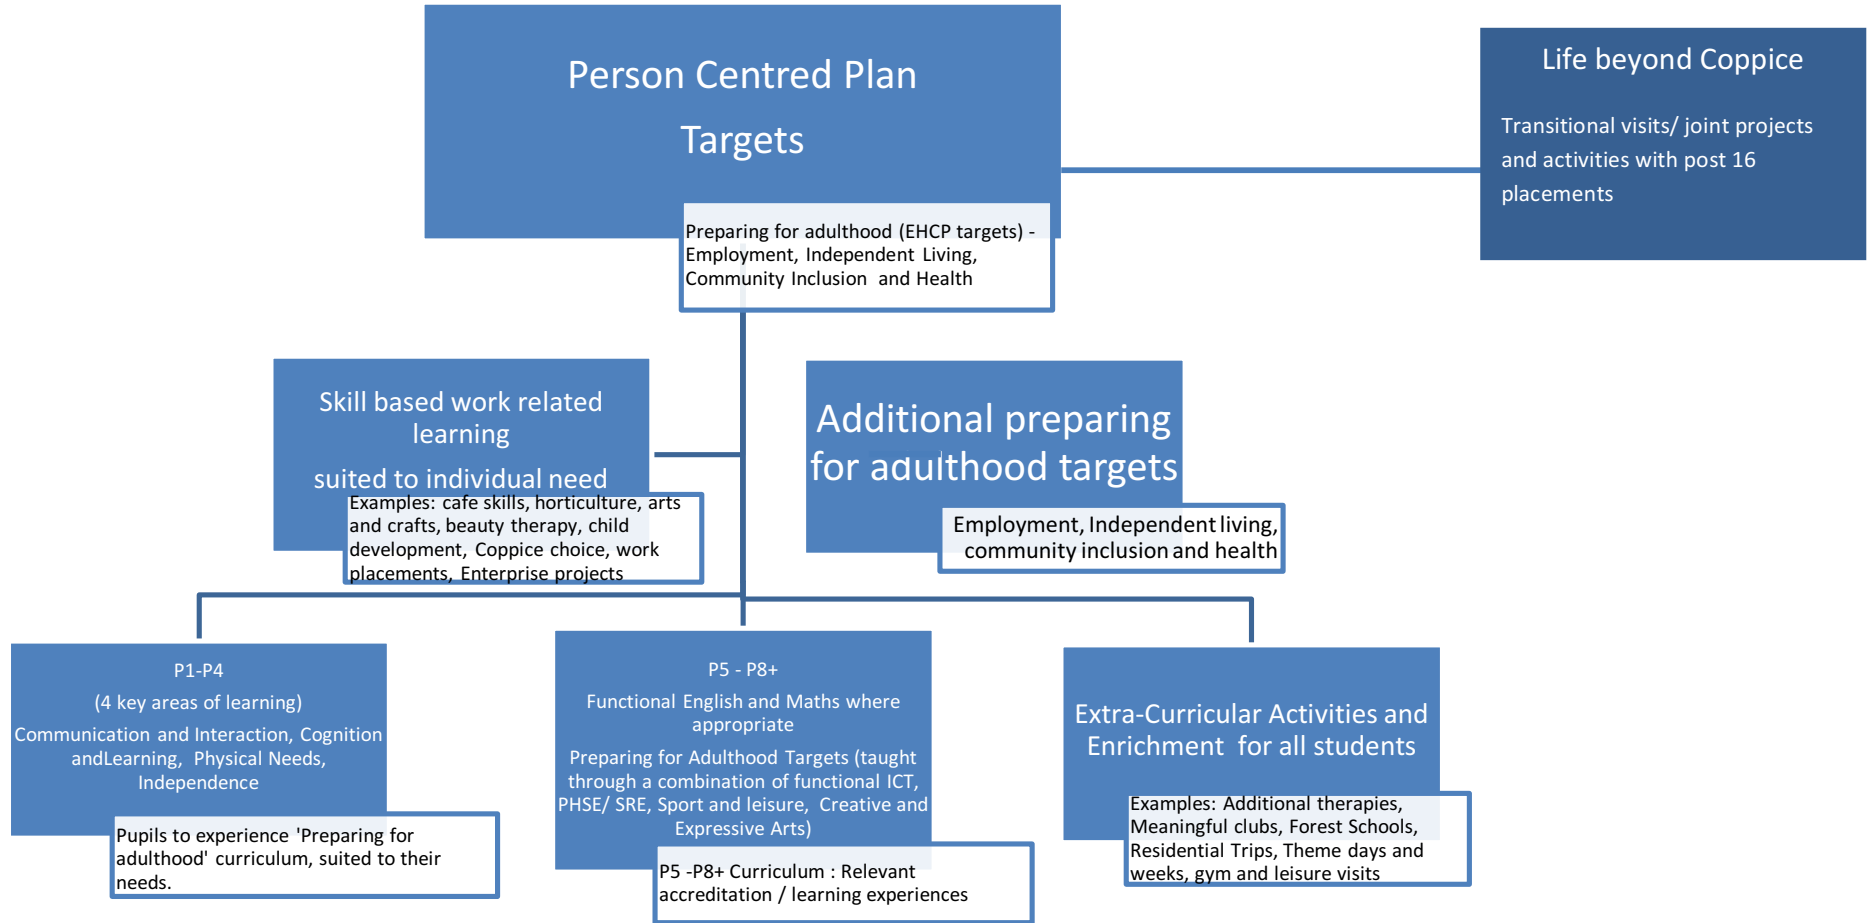 Person Centred Plan
Targets
Preparing for adulthood (EHCP targets) -
Employment, Independent Living,
Community Inclusion and Health
Life beyond Coppice
Transitional visits/ joint projects
and activities with post 16
placements
Skill based work related
learning
suited to individual need
Examples: cafe skills, horticulture, arts
and crafts, beauty therapy, child
development, Coppice choice, work
placements, Enterprise projects
Additional preparing
for adulthood targets
Employment, Independent living,
community inclusion and health
P1-P4
(4 key areas of learning)
Communication and Interaction, Cognition
andLearning, Physical Needs,
Independence
Pupils to experience 'Preparing for
adulthood' curriculum, suited to their
needs.
P5 - P8+
Functional English and Maths where
appropriate
Preparing for Adulthood Targets (taught
through a combination of functional ICT,
PHSE/ SRE, Sport and leisure, Creative and
Expressive Arts)
P5 -P8+ Curriculum : Relevant
accreditation / learning experiences
Extra-Curricular Activities and
Enrichment for all students
Examples: Additional therapies,
Meaningful clubs, Forest Schools,
Residential Trips, Theme days and
weeks, gym and leisure visits